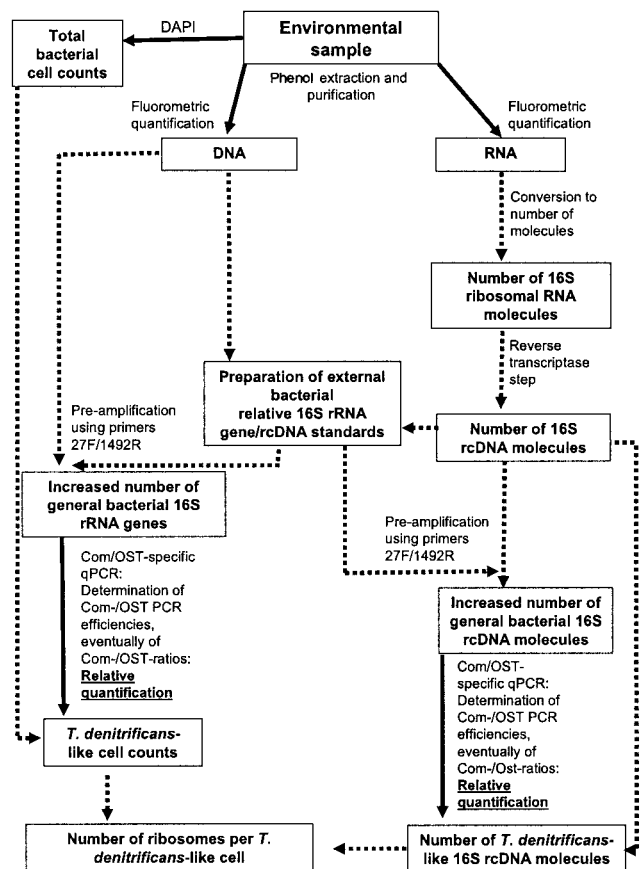 Total
bacterial
cell counts
DAPI
Environmental
sample
Phenol extraction and
purification
Fluorometric
quantification
Fluorometric
quantification
DNA
RNA
Conversion to
number of
molecules
Number of 16S
ribosomal RNA
molecules
Reverse
transcriptase
step
Preparation of external
bacterial
relative 16S rRNA
gene/rcDNA standards
Pre-amplification
using primers
27F/1492R
Number of 16S
rcDNA molecules
Increased number of
general bacterial 16S
rRNA genes
Pre-amplification
using primers
27F/1492R
Com/OST-specific
qPCR:
Determination of
Com-/OST PCR
efficiencies,
eventually of
Com-/OST-ratios:
Relative
quantification
Increased number of
general bacterial 16S
rcDNA molecules
Com/OST-
specific qPCR:
Determination of
Com-/OST PCR
efficiencies,
eventually of
Com-/Ost-ratios:
Relative
quantification
T. denitrificans-
like cell counts
Number of ribosomes per T.
denitrificans-like cell
Number of T. denitrificans-
like 16S rcDNA molecules